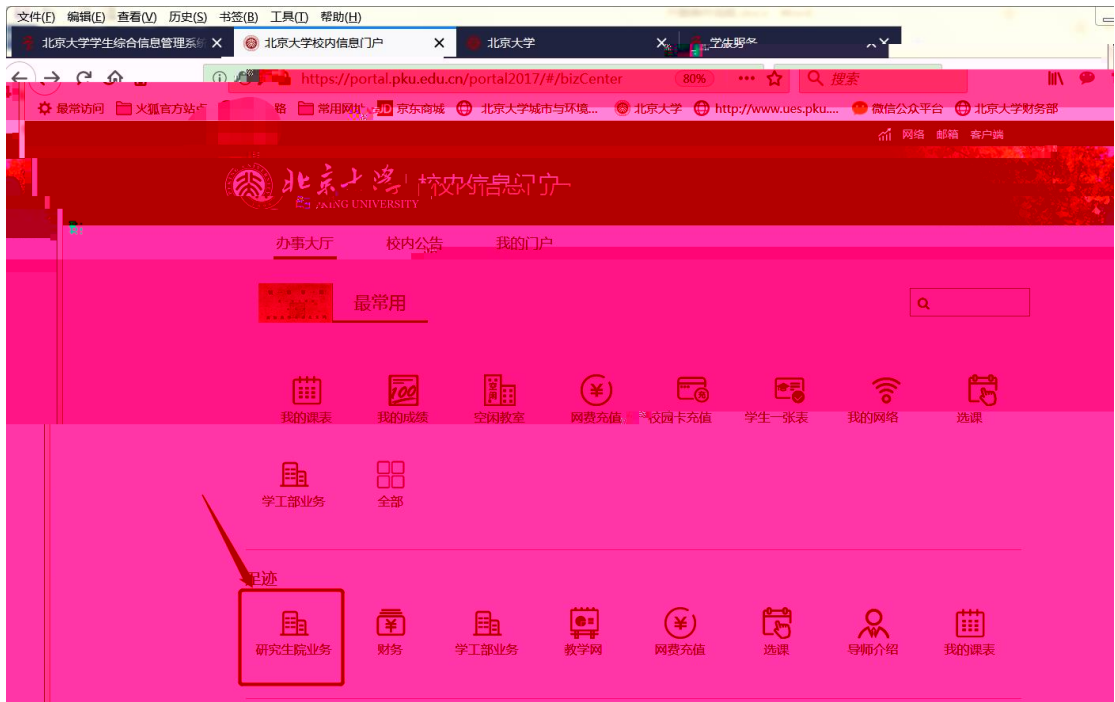 文件(F) 编辑(E) 查看(V) 历史(S) 书签(B) 工具(T) 帮助(H)
北京大学学生综合信息管理系统 北京大学校内信息门户 北京大学
https://portal.pku.edu.cn/portal2017/#/bizCenter 80% 搜索
最常访问 火狐官方站点 常用网址 JD 京东商城 北京大学城市与环境... 北京大学 http://www.ues.pku.... 微信公众平台 北京大学财务部
网络 邮箱 客户端
北京大学 校内信息门户
UNIVERSITY
办事大厅 校内公告 我的门户
最常用
我的课表 我的成绩 空闲教室 网费充值 校园卡充值 学生一张表 我的网络 选课
学工部业务 全部
足迹
研究生院业务 财务 学工部业务 教学网 网费充值 选课 导师介绍 我的课表